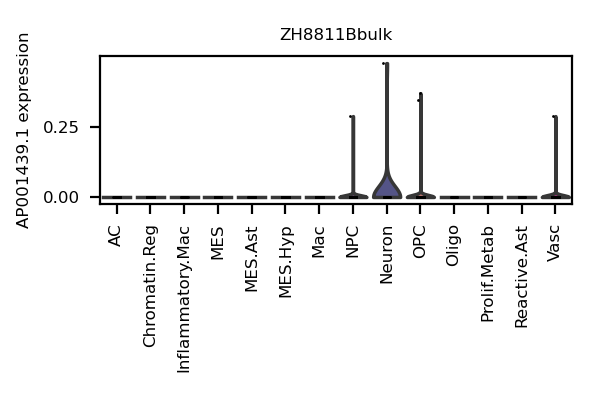 ZH8811Bbulk
AP001439.1 expression
0.25
0.00
AC
Chromatin.Reg
Inflammatory.Mac
MES
MES.Ast
MES.Hyp
Mac
NPC
Neuron
OPC
Oligo
Prolif.Metab
Reactive.Ast
Vasc